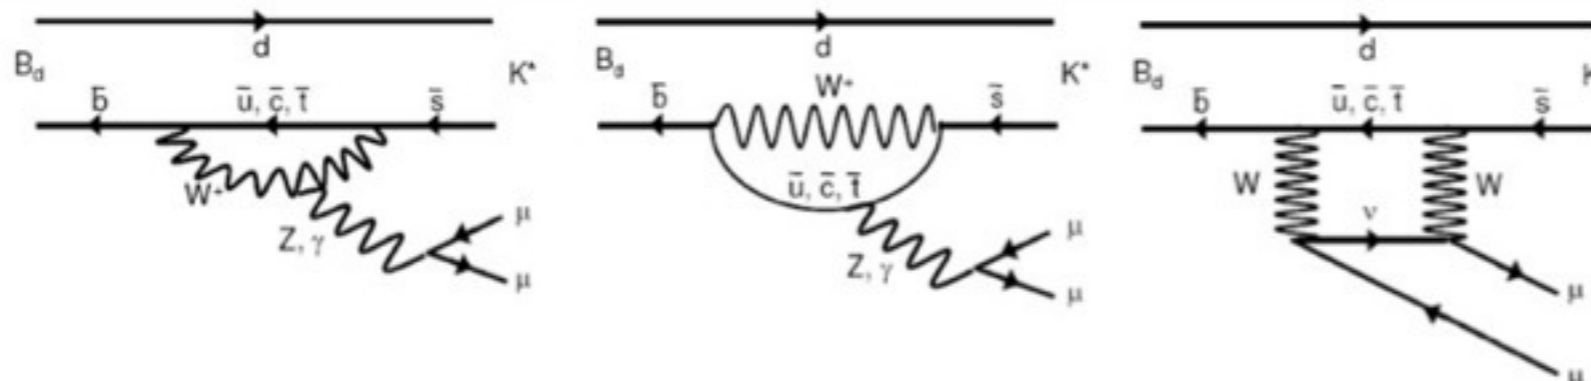 d
B_d K*
b̄ ū, c̄, t̄ s̄
W⁺
Z, γ
μ
μ
d
B_d K*
W⁺
b̄ s̄
ū, c̄, t̄
Z, γ
μ
μ
d
B_d K
b̄ ū, c̄, t̄ s̄
W W
ν
μ
μ